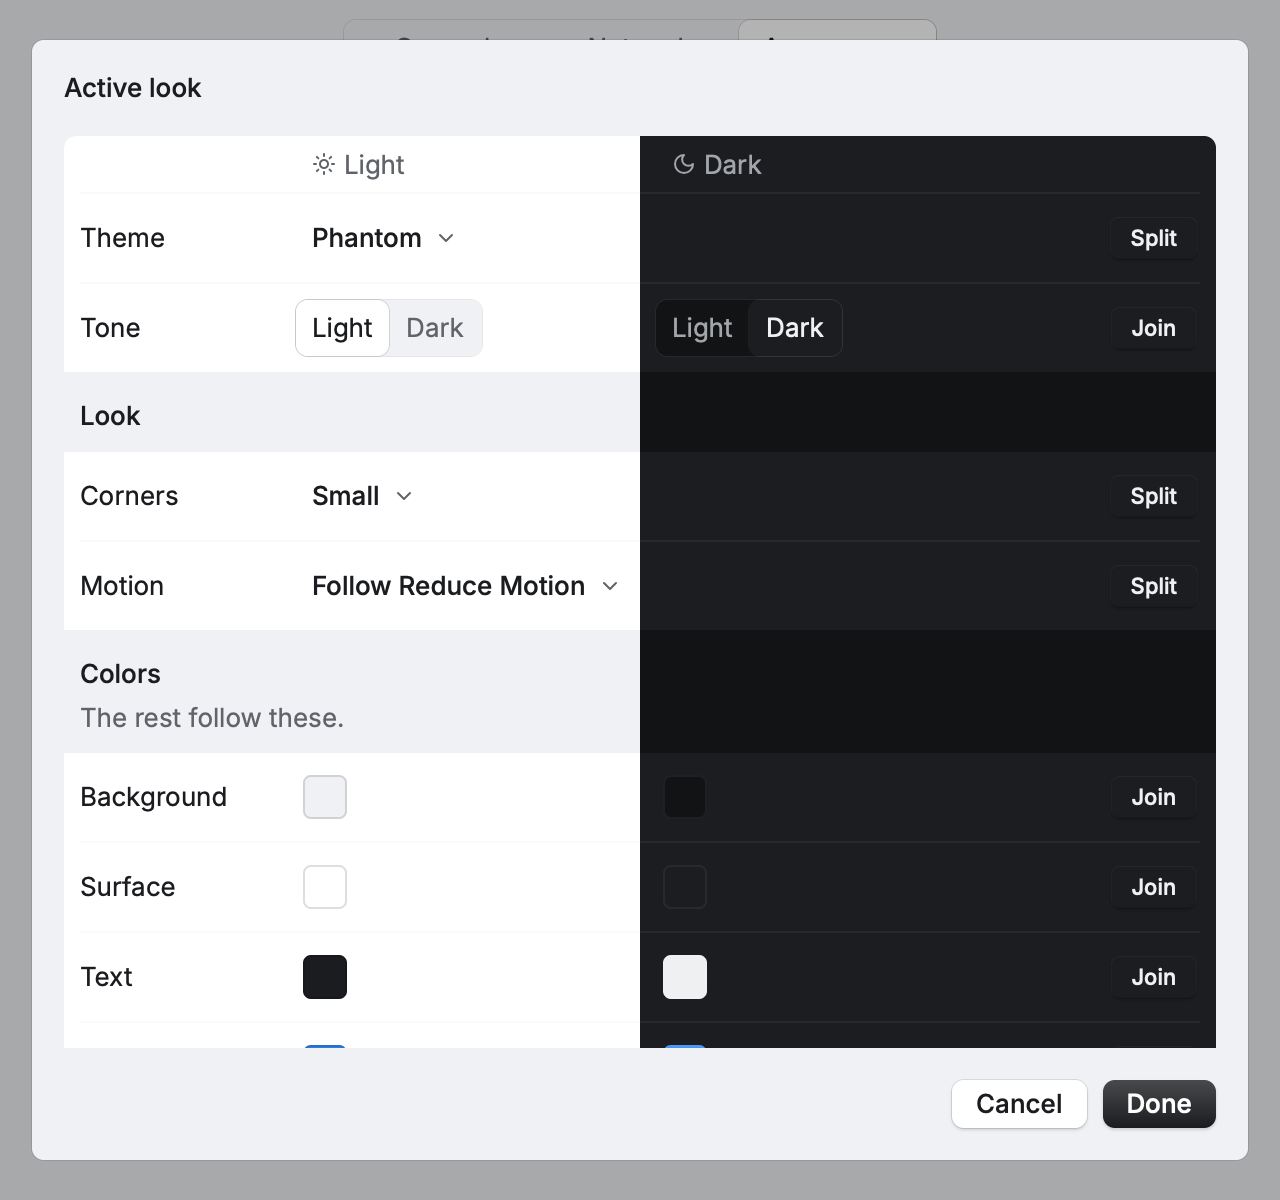 Active look
Light
Dark
Theme
Phantom
Split
Tone
Light
Dark
Light
Dark
Join
Look
Corners
Small
Split
Motion
Follow Reduce Motion
Split
Colors
The rest follow these.
Background
Join
Surface
Join
Text
Join
Cancel
Done